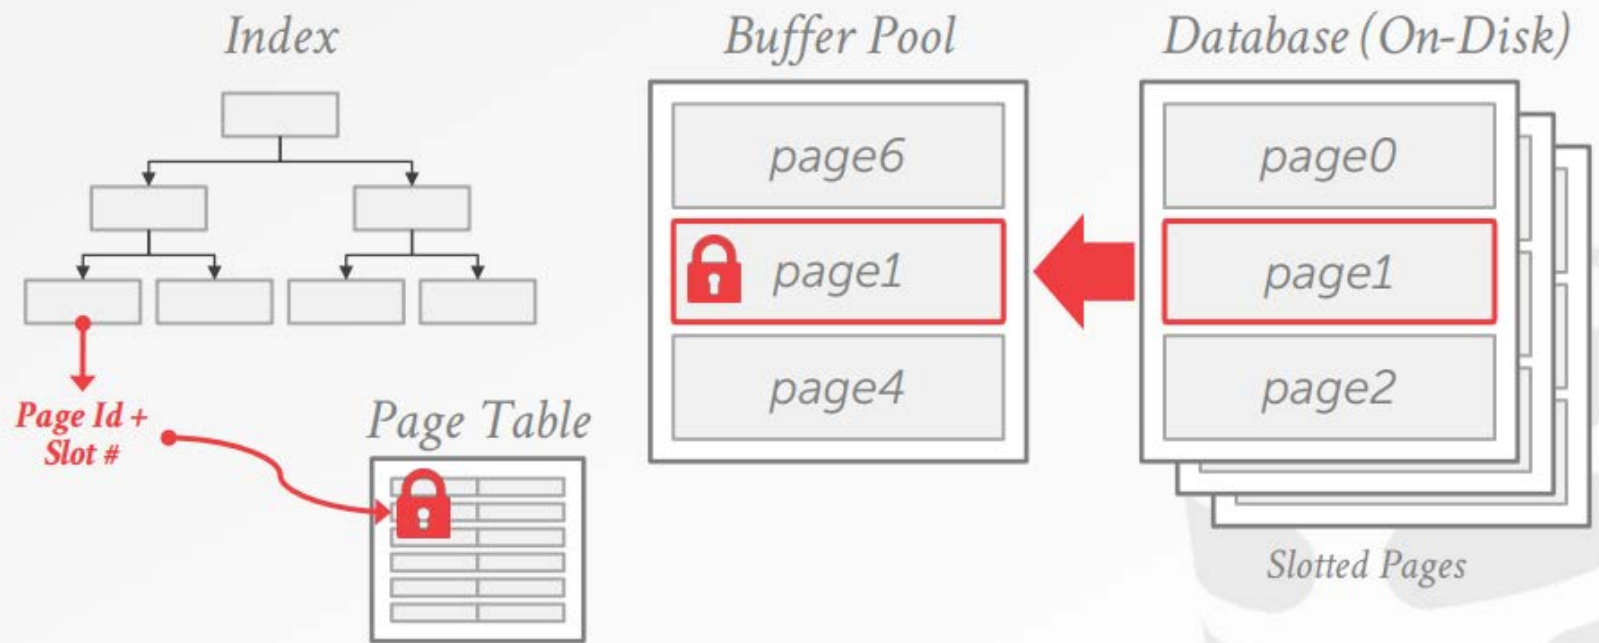 Index
Page Id +
Slot #
Page Table
Buffer Pool
page6
page1
page4
Database (On-Disk)
page0
page1
page2
Slotted Pages